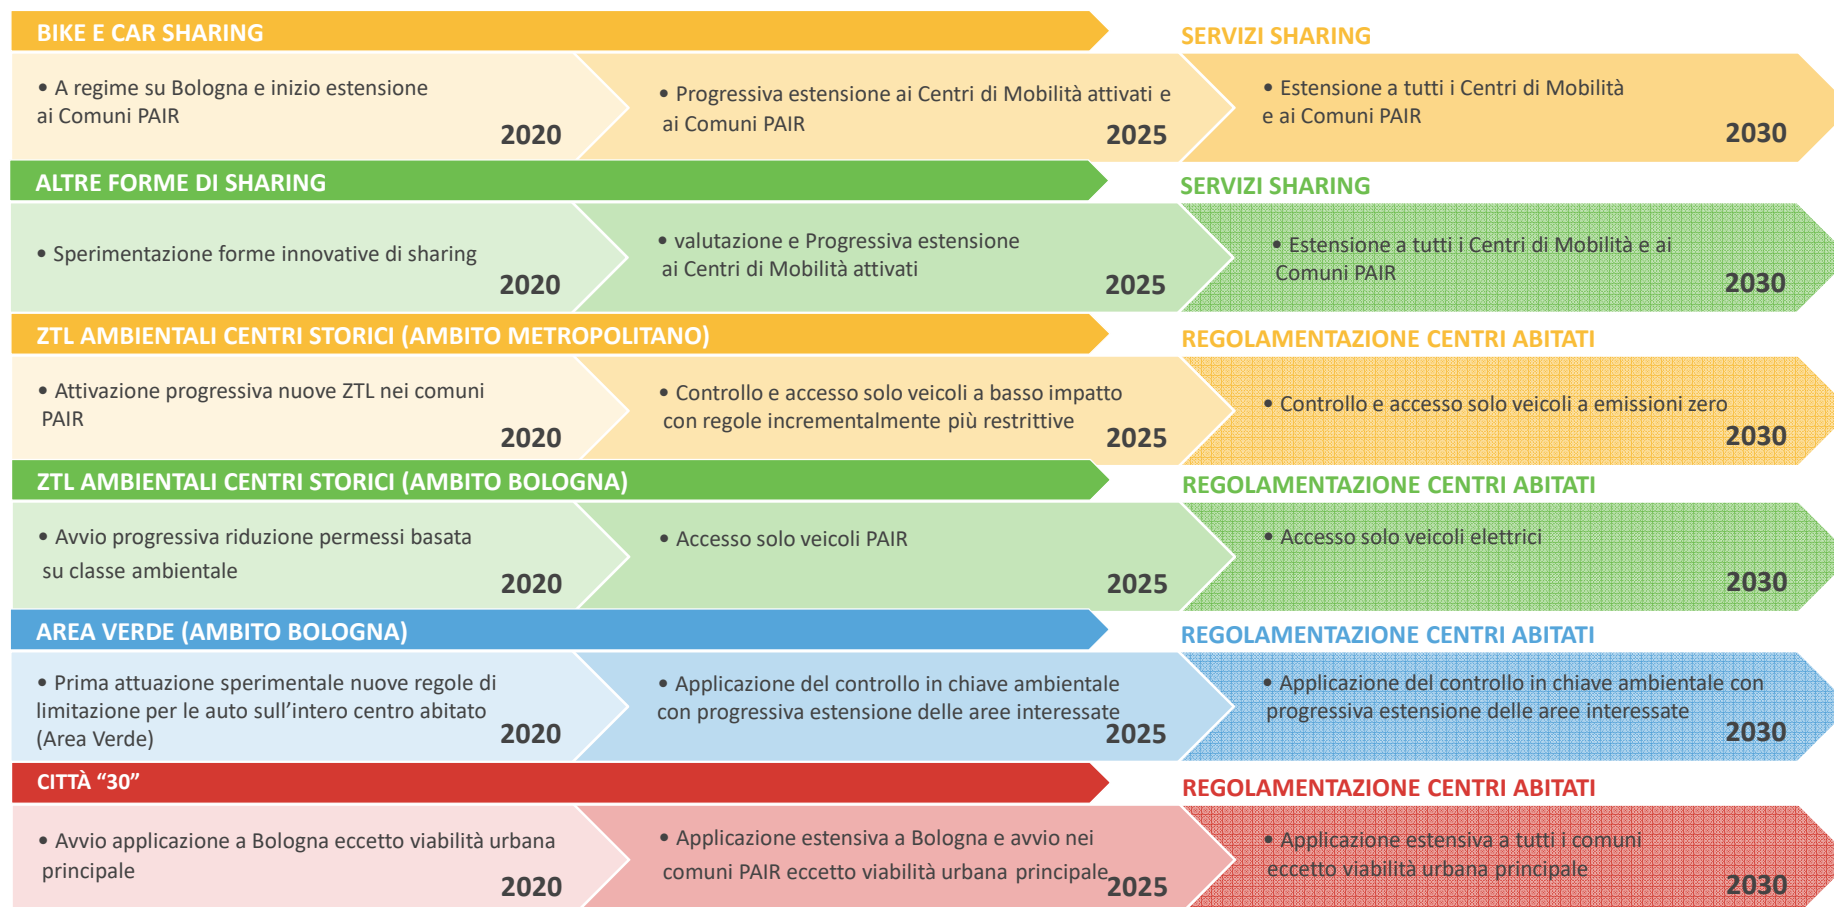 BIKE E CAR SHARING
SERVIZI SHARING
• A regime su Bologna e inizio estensione
ai Comuni PAIR
2020
• Progressiva estensione ai Centri di Mobilità attivati e
ai Comuni PAIR
2025
• Estensione a tutti i Centri di Mobilità
e ai Comuni PAIR
2030
ALTRE FORME DI SHARING
SERVIZI SHARING
• Sperimentazione forme innovative di sharing
2020
• valutazione e Progressiva estensione
ai Centri di Mobilità attivati
2025
• Estensione a tutti i Centri di Mobilità e ai
Comuni PAIR
2030
ZTL AMBIENTALI CENTRI STORICI (AMBITO METROPOLITANO)
REGOLAMENTAZIONE CENTRI ABITATI
• Attivazione progressiva nuove ZTL nei comuni
PAIR
2020
• Controllo e accesso solo veicoli a basso impatto
con regole incrementalmente più restrittive
2025
• Controllo e accesso solo veicoli a emissioni zero
2030
ZTL AMBIENTALI CENTRI STORICI (AMBITO BOLOGNA)
REGOLAMENTAZIONE CENTRI ABITATI
• Avvio progressiva riduzione permessi basata
su classe ambientale
2020
• Accesso solo veicoli PAIR
2025
• Accesso solo veicoli elettrici
2030
AREA VERDE (AMBITO BOLOGNA)
REGOLAMENTAZIONE CENTRI ABITATI
• Prima attuazione sperimentale nuove regole di
limitazione per le auto sull’intero centro abitato
(Area Verde)
2020
• Applicazione del controllo in chiave ambientale
con progressiva estensione delle aree interessate
2025
• Applicazione del controllo in chiave ambientale con
progressiva estensione delle aree interessate
2030
CITTÀ “30”
REGOLAMENTAZIONE CENTRI ABITATI
• Avvio applicazione a Bologna eccetto viabilità urbana
principale
2020
• Applicazione estensiva a Bologna e avvio nei
comuni PAIR eccetto viabilità urbana principale
2025
• Applicazione estensiva a tutti i comuni
eccetto viabilità urbana principale
2030